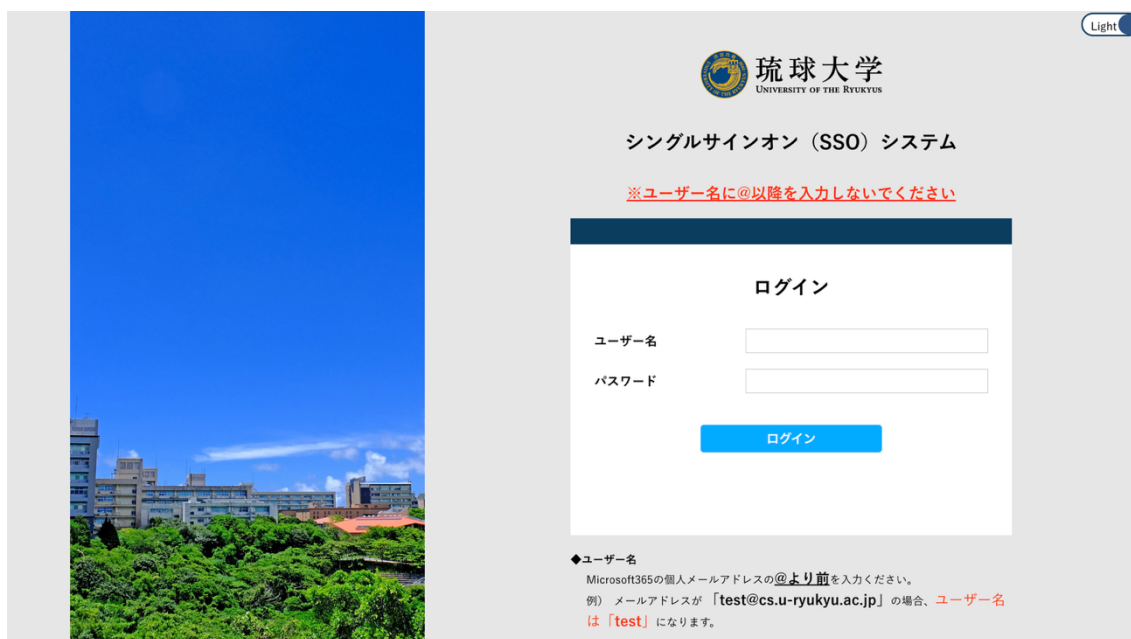 Light
琉球大学
UNIVERSITY OF THE RYUKYUS
シングルサインオン（SSO）システム
※ユーザー名に@以降を入力しないでください
ログイン
ユーザー名
パスワード
ログイン
◆ユーザー名
Microsoft365の個人メールアドレスの@より前を入力ください。
例） メールアドレスが 「test@cs.u-ryukyu.ac.jp」 の場合、ユーザー名
は「test」になります。